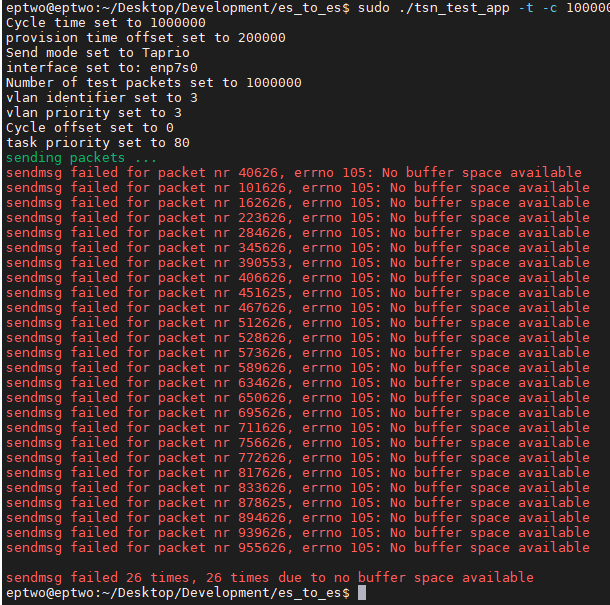 eptwo@eptwo:~/Desktop/Development/es_to_es$ sudo ./tsn_test_app -t -c 100000
Cycle time set to 1000000
provision time offset set to 200000
Send mode set to Taprio
interface set to: enp7s0
Number of test packets set to 1000000
vlan identifier set to 3
vlan priority set to 3
Cycle offset set to 0
task priority set to 80
sending packets ...
sendmsg failed for packet nr 40626, errno 105: No buffer space available
sendmsg failed for packet nr 101626, errno 105: No buffer space available
sendmsg failed for packet nr 162626, errno 105: No buffer space available
sendmsg failed for packet nr 223626, errno 105: No buffer space available
sendmsg failed for packet nr 284626, errno 105: No buffer space available
sendmsg failed for packet nr 345626, errno 105: No buffer space available
sendmsg failed for packet nr 390553, errno 105: No buffer space available
sendmsg failed for packet nr 406626, errno 105: No buffer space available
sendmsg failed for packet nr 451625, errno 105: No buffer space available
sendmsg failed for packet nr 467626, errno 105: No buffer space available
sendmsg failed for packet nr 512626, errno 105: No buffer space available
sendmsg failed for packet nr 528626, errno 105: No buffer space available
sendmsg failed for packet nr 573626, errno 105: No buffer space available
sendmsg failed for packet nr 589626, errno 105: No buffer space available
sendmsg failed for packet nr 634626, errno 105: No buffer space available
sendmsg failed for packet nr 650626, errno 105: No buffer space available
sendmsg failed for packet nr 695626, errno 105: No buffer space available
sendmsg failed for packet nr 711626, errno 105: No buffer space available
sendmsg failed for packet nr 756626, errno 105: No buffer space available
sendmsg failed for packet nr 772626, errno 105: No buffer space available
sendmsg failed for packet nr 817626, errno 105: No buffer space available
sendmsg failed for packet nr 833626, errno 105: No buffer space available
sendmsg failed for packet nr 878625, errno 105: No buffer space available
sendmsg failed for packet nr 894626, errno 105: No buffer space available
sendmsg failed for packet nr 939626, errno 105: No buffer space available
sendmsg failed for packet nr 955626, errno 105: No buffer space available
sendmsg failed 26 times, 26 times due to no buffer space available
eptwo@eptwo:~/Desktop/Development/es_to_es$